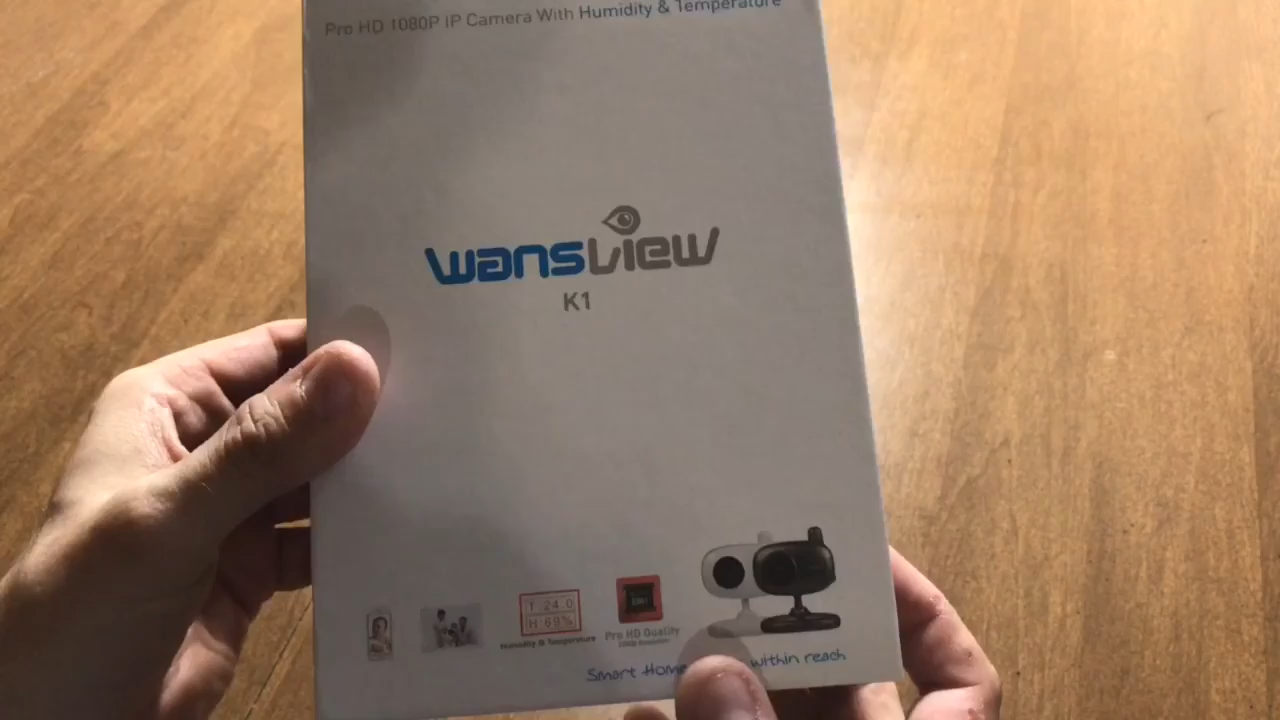 Pro HD 1080P IP Camera With Humidity & Temperature
wansview
K1
T:24.0
H:69%
Humidity & Temperature
Pro HD Quality
Smart Home within reach